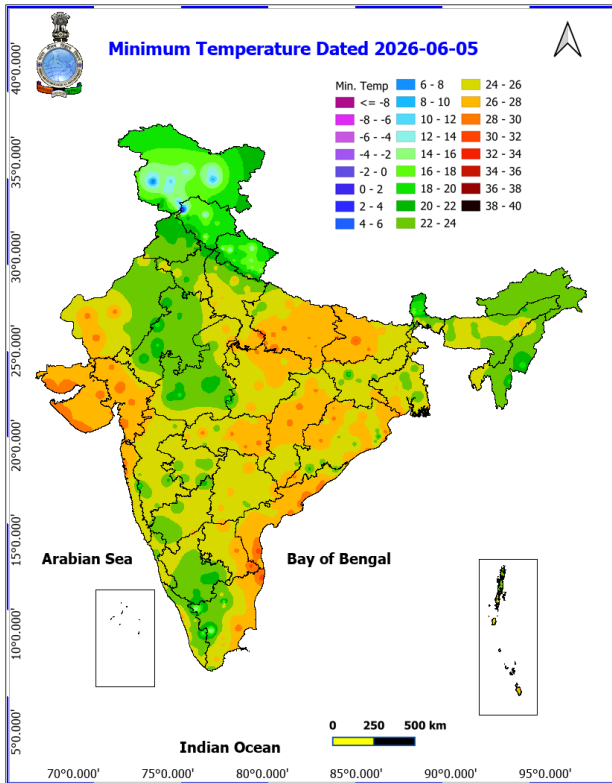 Minimum Temperature Dated 2026-06-05
Min. Temp
<= -8
-8 - -6
-6 - -4
-4 - -2
-2 - 0
0 - 2
2 - 4
4 - 6
6 - 8
8 - 10
10 - 12
12 - 14
14 - 16
16 - 18
18 - 20
20 - 22
22 - 24
24 - 26
26 - 28
28 - 30
30 - 32
32 - 34
34 - 36
36 - 38
38 - 40
40°0.000'
35°0.000'
30°0.000'
25°0.000'
20°0.000'
15°0.000'
10°0.000'
5°0.000'
Arabian Sea
Bay of Bengal
Indian Ocean
0 250 500 km
70°0.000' 75°0.000' 80°0.000' 85°0.000' 90°0.000' 95°0.000'